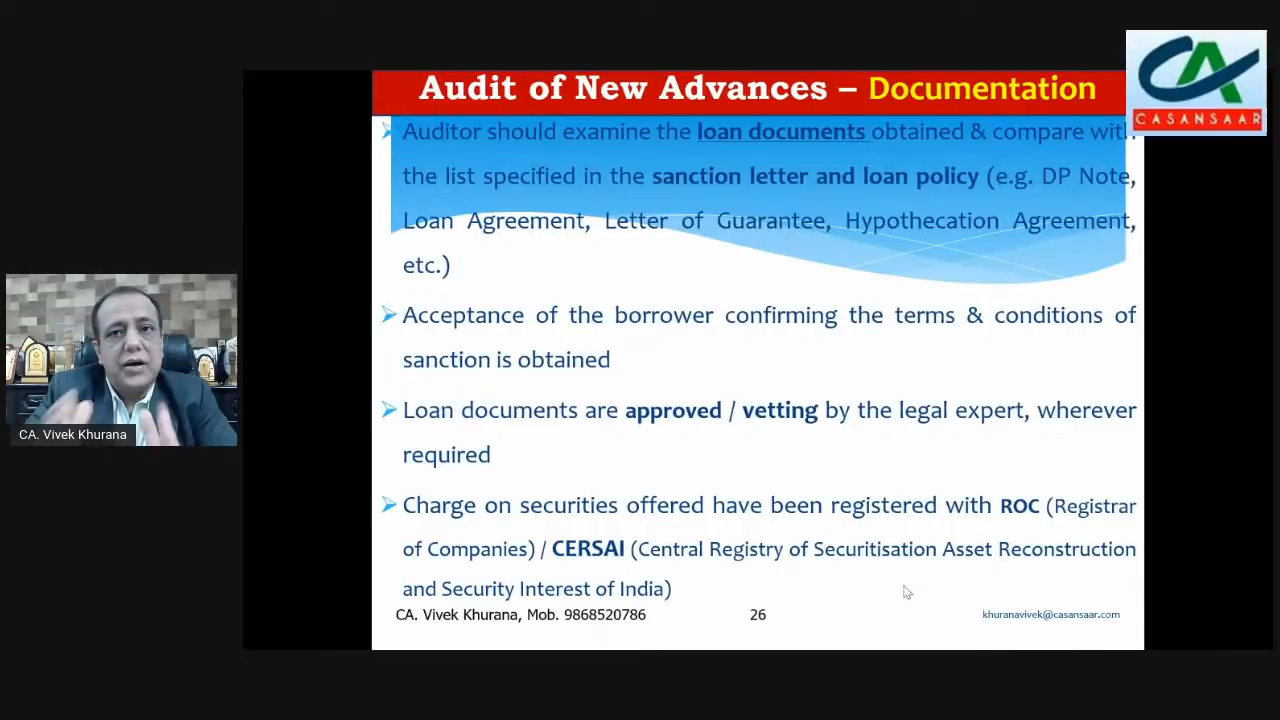 Audit of New Advances – Documentation
CASANSAAR
➤ Auditor should examine the loan documents obtained & compare with
the list specified in the sanction letter and loan policy (e.g. DP Note,
Loan Agreement, Letter of Guarantee, Hypothecation Agreement,
etc.)
➤ Acceptance of the borrower confirming the terms & conditions of
sanction is obtained
➤ Loan documents are approved / vetting by the legal expert, wherever
required
➤ Charge on securities offered have been registered with ROC (Registrar
of Companies) / CERSAI (Central Registry of Securitisation Asset Reconstruction
and Security Interest of India)
CA. Vivek Khurana, Mob. 9868520786 26 khuranavivek@casansaar.com
CA. Vivek Khurana